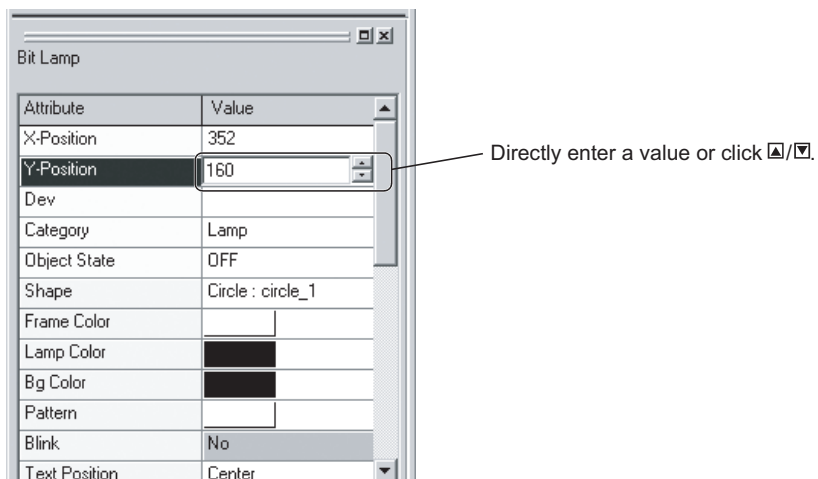 Bit Lamp
Attribute Value
X-Position 352
Y-Position 160
Directly enter a value or click ▲/▼.
Dev
Category Lamp
Object State OFF
Shape Circle : circle_1
Frame Color
Lamp Color
Bg Color
Pattern
Blink No
Text Position Center